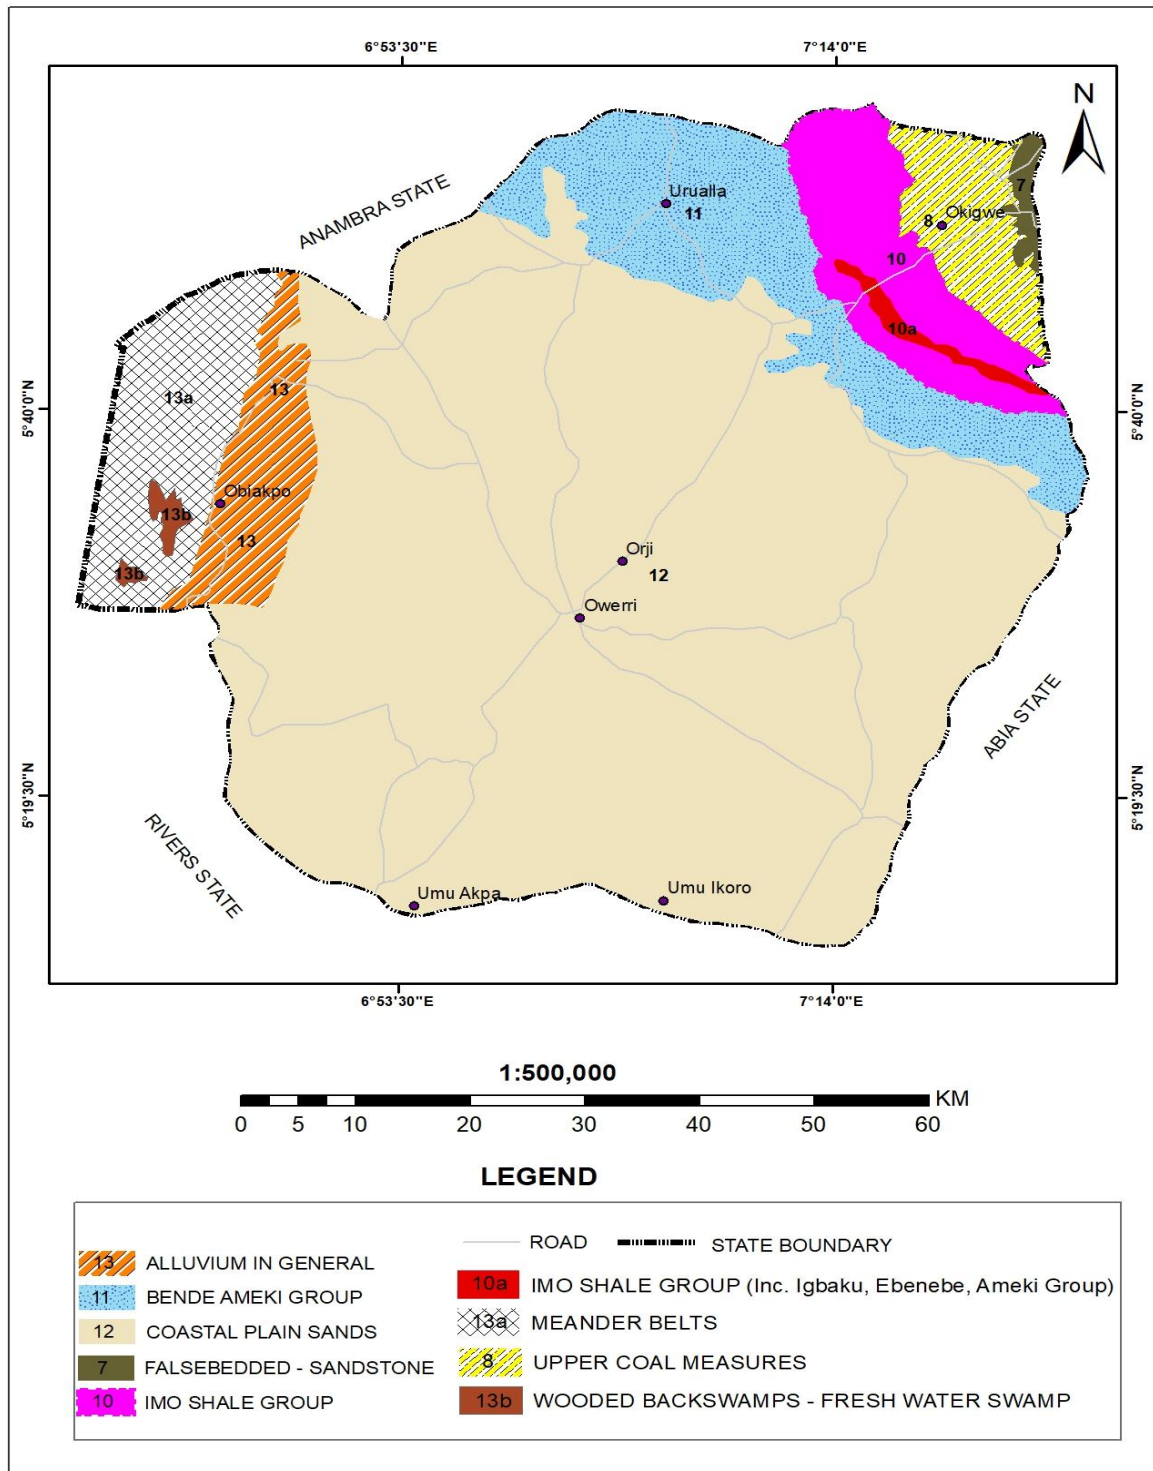 6°53'30"E
7°14'0"E
N
ANAMBRA STATE
Urualla
11
7
8
Okigwe
10
10a
13a
13
5°40'0"N
5°40'0"N
Obiakpo
13b
13
13b
Orji
12
Owerri
ABIA STATE
5°19'30"N
5°19'30"N
RIVERS STATE
Umu Akpa
Umu Ikoro
6°53'30"E
7°14'0"E
1:500,000
KM
0 5 10 20 30 40 50 60
LEGEND
13 ALLUVIUM IN GENERAL
11 BENDE AMEKI GROUP
12 COASTAL PLAIN SANDS
7 FALSEBEDDED - SANDSTONE
10 IMO SHALE GROUP
ROAD
STATE BOUNDARY
10a IMO SHALE GROUP (Inc. Igbaku, Ebenebe, Ameki Group)
13a MEANDER BELTS
8 UPPER COAL MEASURES
13b WOODED BACKSWAMPS - FRESH WATER SWAMP